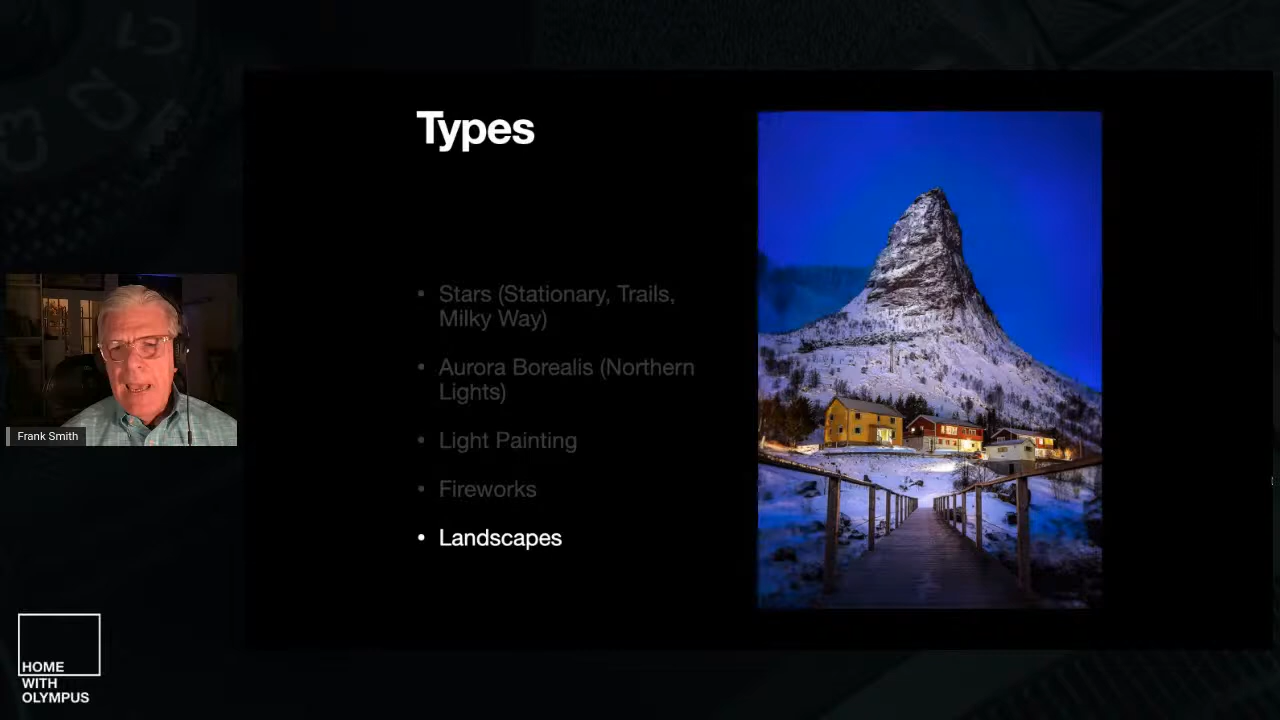 Types
• Stars (Stationary, Trails,
Milky Way)
• Aurora Borealis (Northern
Lights)
• Light Painting
• Fireworks
• Landscapes
Frank Smith
HOME
WITH
OLYMPUS